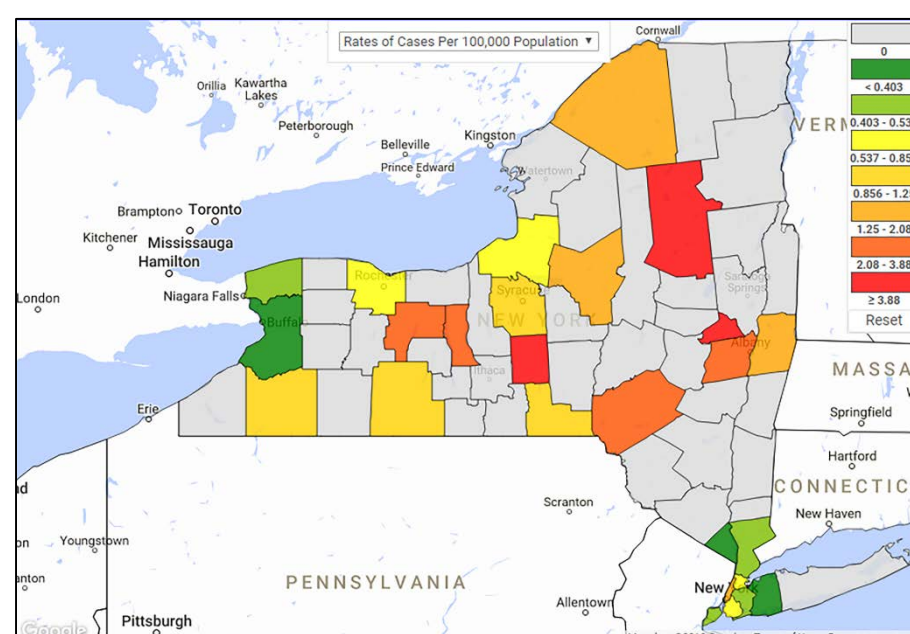 Rates of Cases Per 100,000 Population ▼
Cornwall
0
< 0.403
0.403 - 0.53
0.537 - 0.85
0.856 - 1.2
1.25 - 2.08
2.08 - 3.88
≥ 3.88
Reset
Orillia
Kawartha
Lakes
Peterborough
Belleville
Kingston
Prince Edward
Watertown
VERM
Brampton
Toronto
Kitchener
Mississauga
Hamilton
London
Niagara Falls
Rochester
Syracuse
Springs
Buffalo
NEW YORK
Albany
Ithaca
MASSA
Erie
Springfield
Hartford
CONNECTIC
Scranton
New Haven
Youngstown
PENNSYLVANIA
New York
Allentown
Pittsburgh
Google